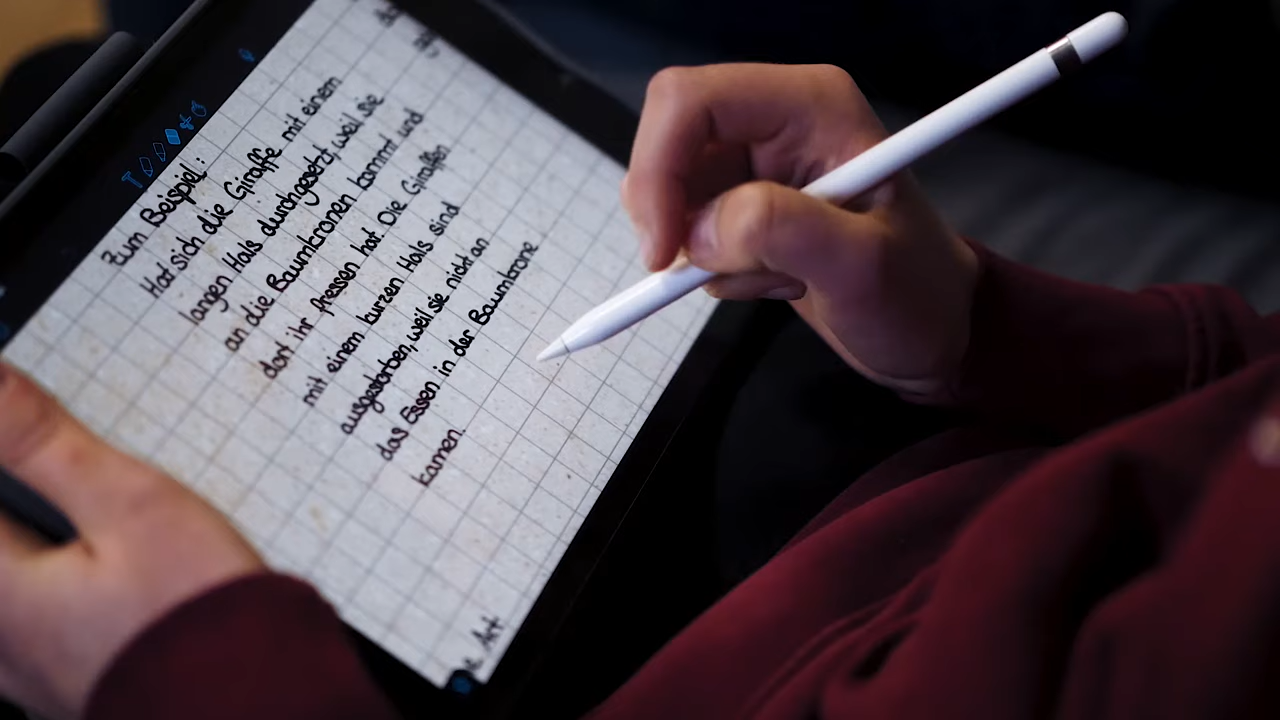 Zum Beispiel:
Hat sich die Giraffe mit einem
langen Hals durchgesetzt, weil sie
an die Baumkronen kommt und
dort ihr fressen hat. Die Giraffen
mit einem kurzen Hals sind
ausgestorben, weil sie nicht an
das Essen in der Baumkrone
kamen.
Art